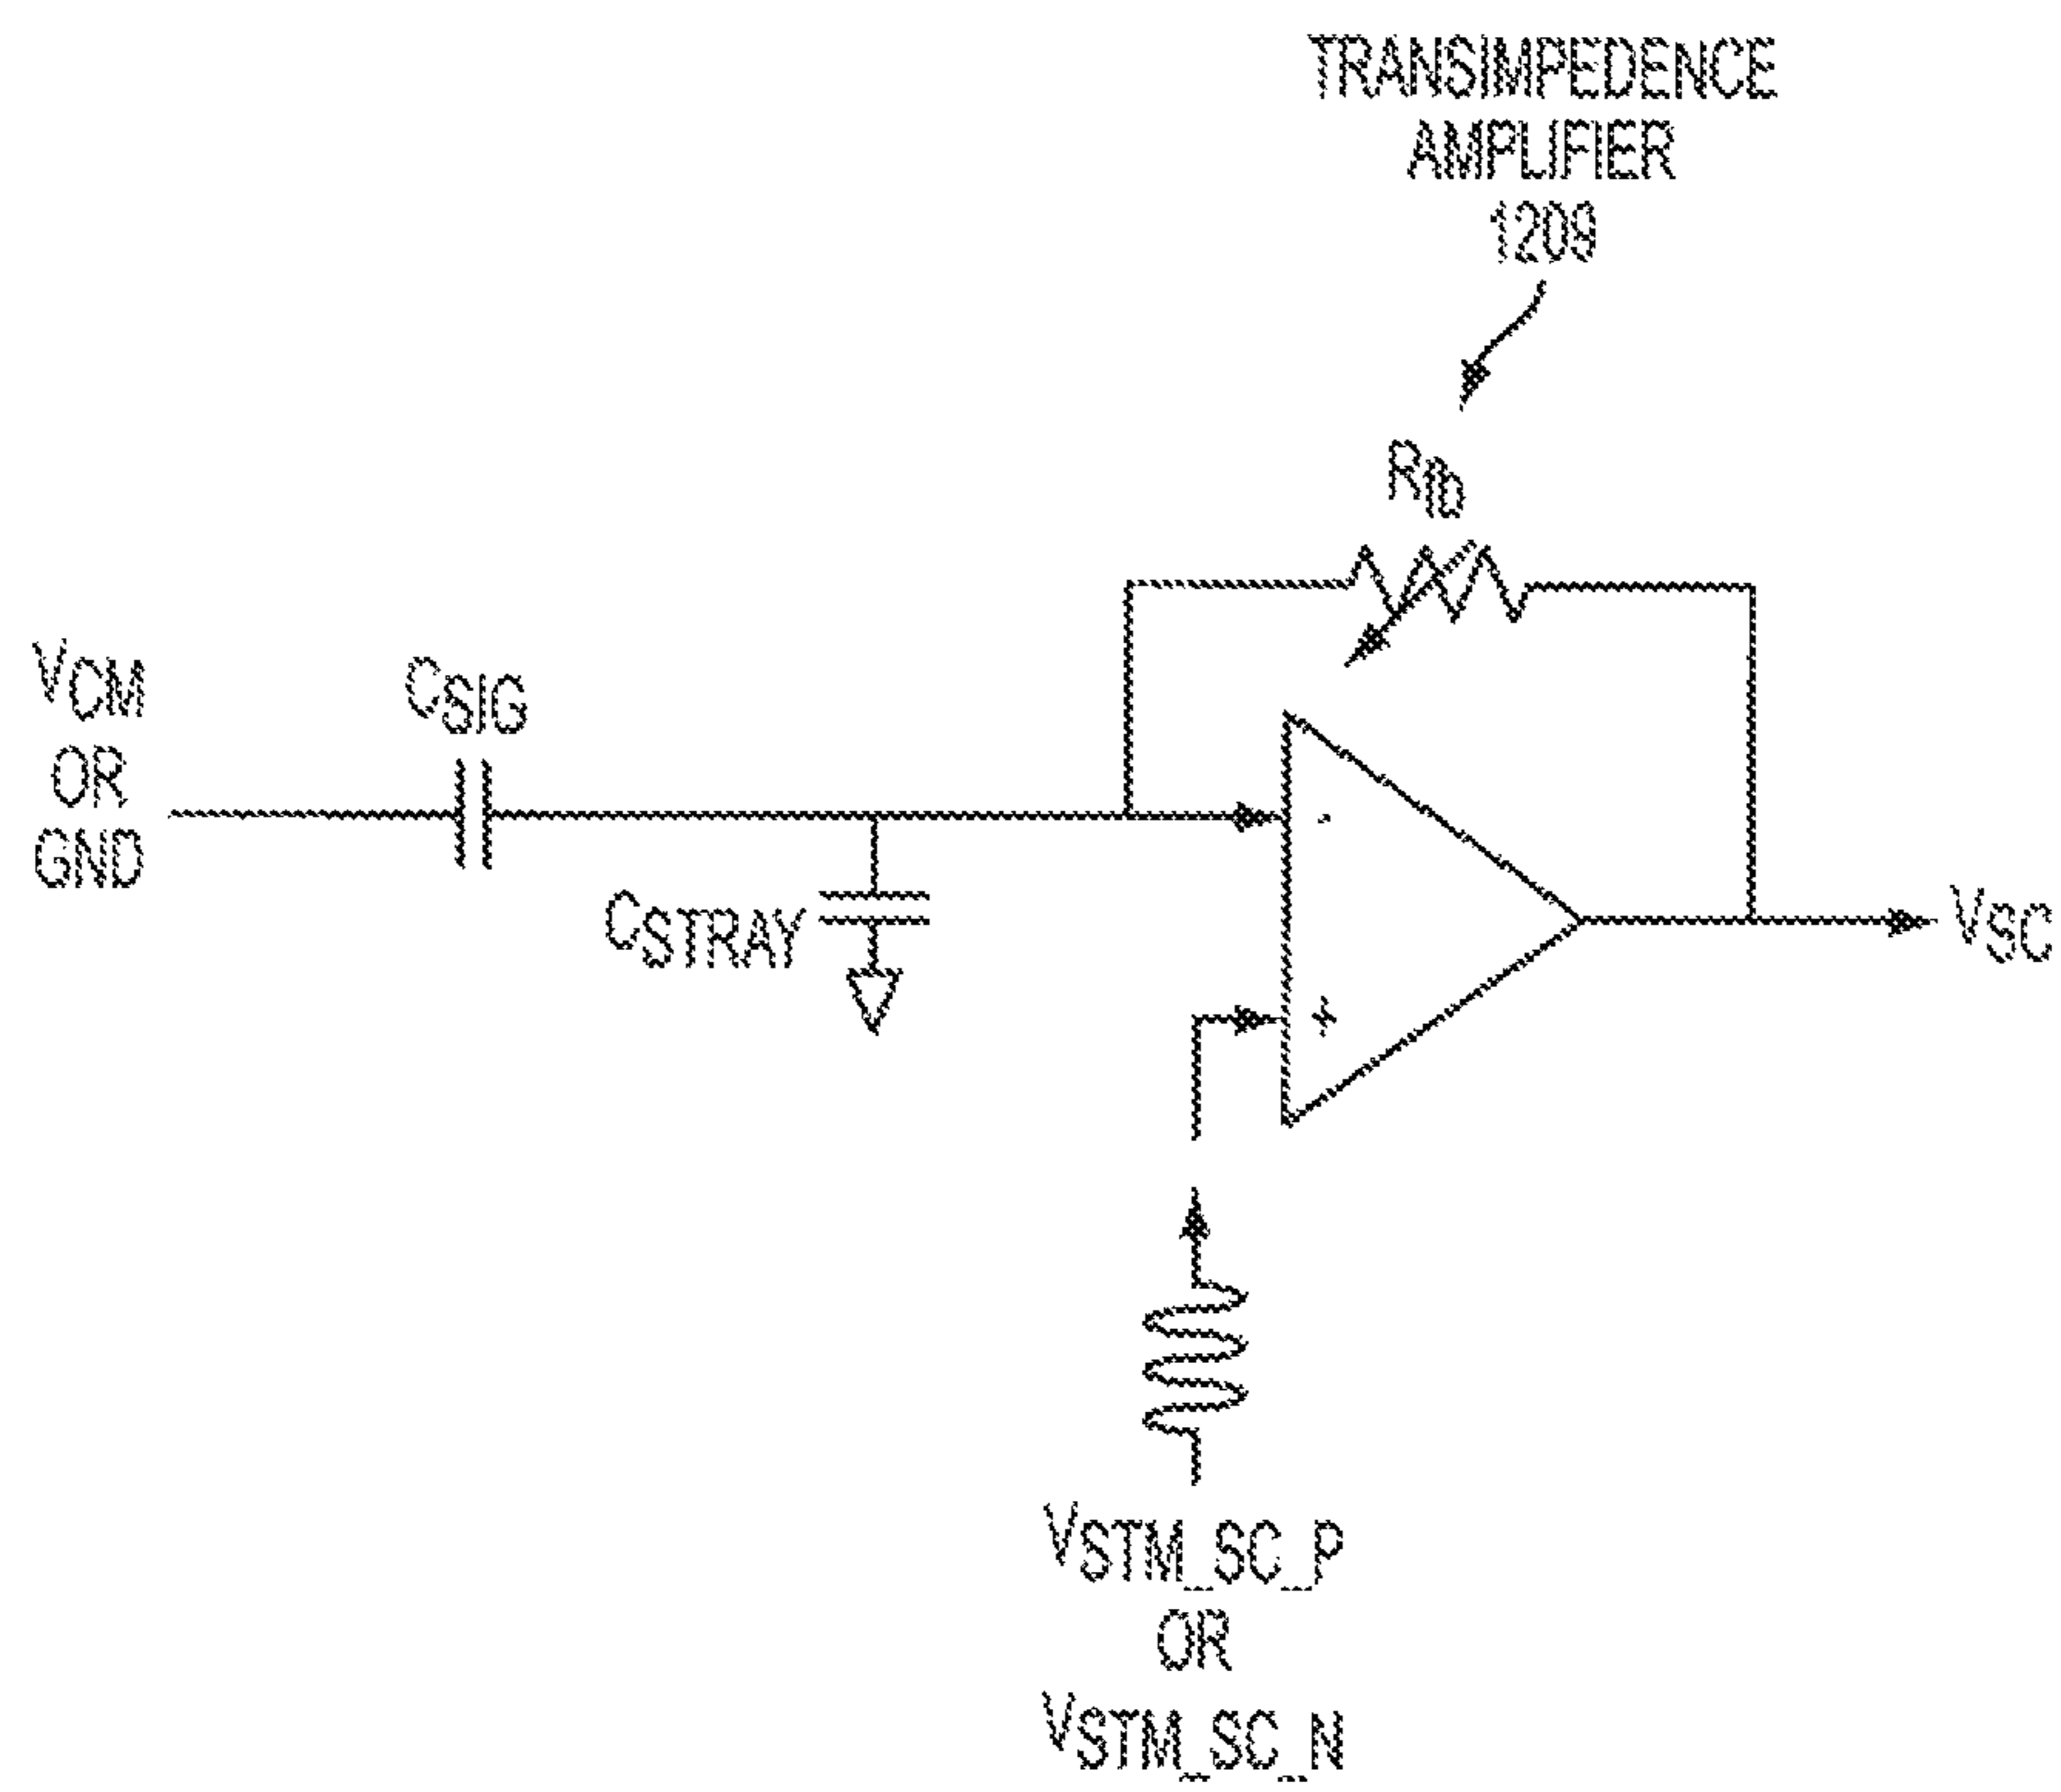 TRANSIMPEDENCE
AMPLIFIER
1209
Rfb
VCM
OR
GND
CSIG
CSTRAY
-
+
VSC
VSTM_SC_P
OR
VSTM_SC_N